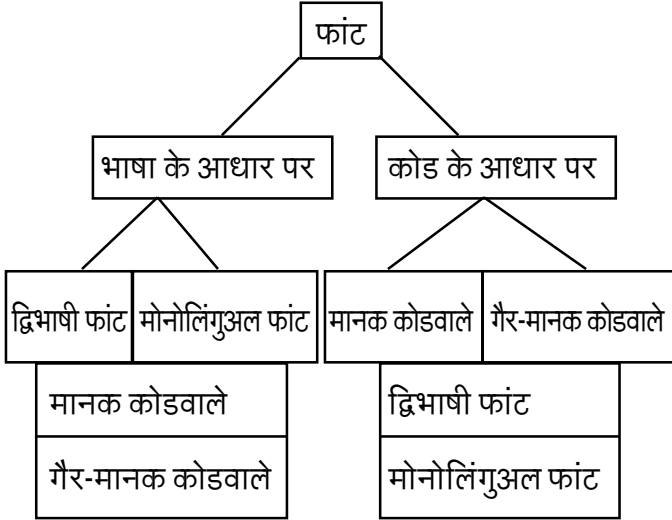 फांट
भाषा के आधार पर
कोड के आधार पर
द्विभाषी फांट
मोनोलिंगुअल फांट
मानक कोडवाले
गैर-मानक कोडवाले
मानक कोडवाले
गैर-मानक कोडवाले
द्विभाषी फांट
मोनोलिंगुअल फांट